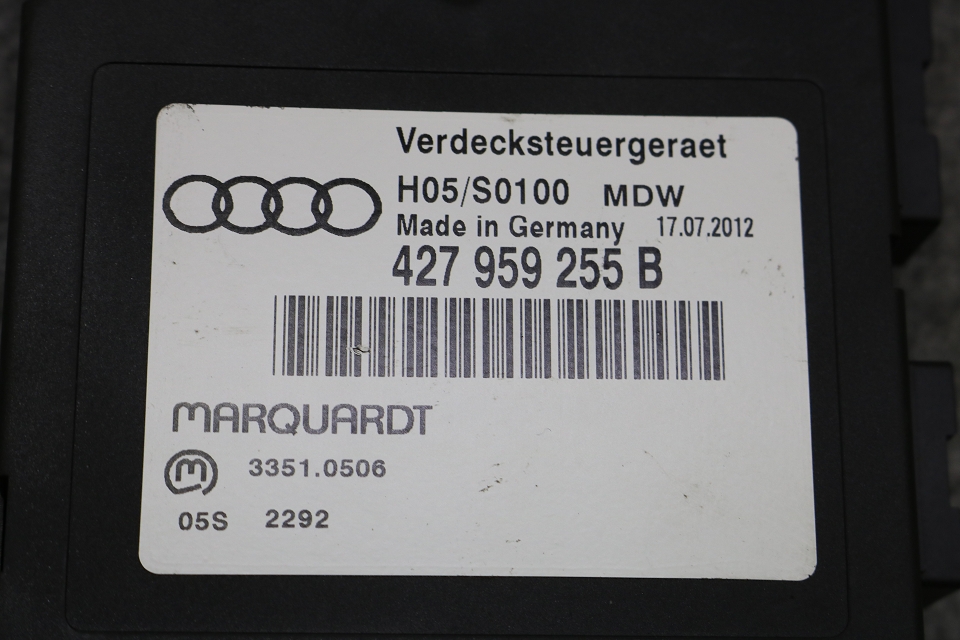 Verdecksteuergeraet
H05/S0100 MDW
Made in Germany 17.07.2012
427 959 255 B
MARQUARDT
m 3351.0506
05S 2292